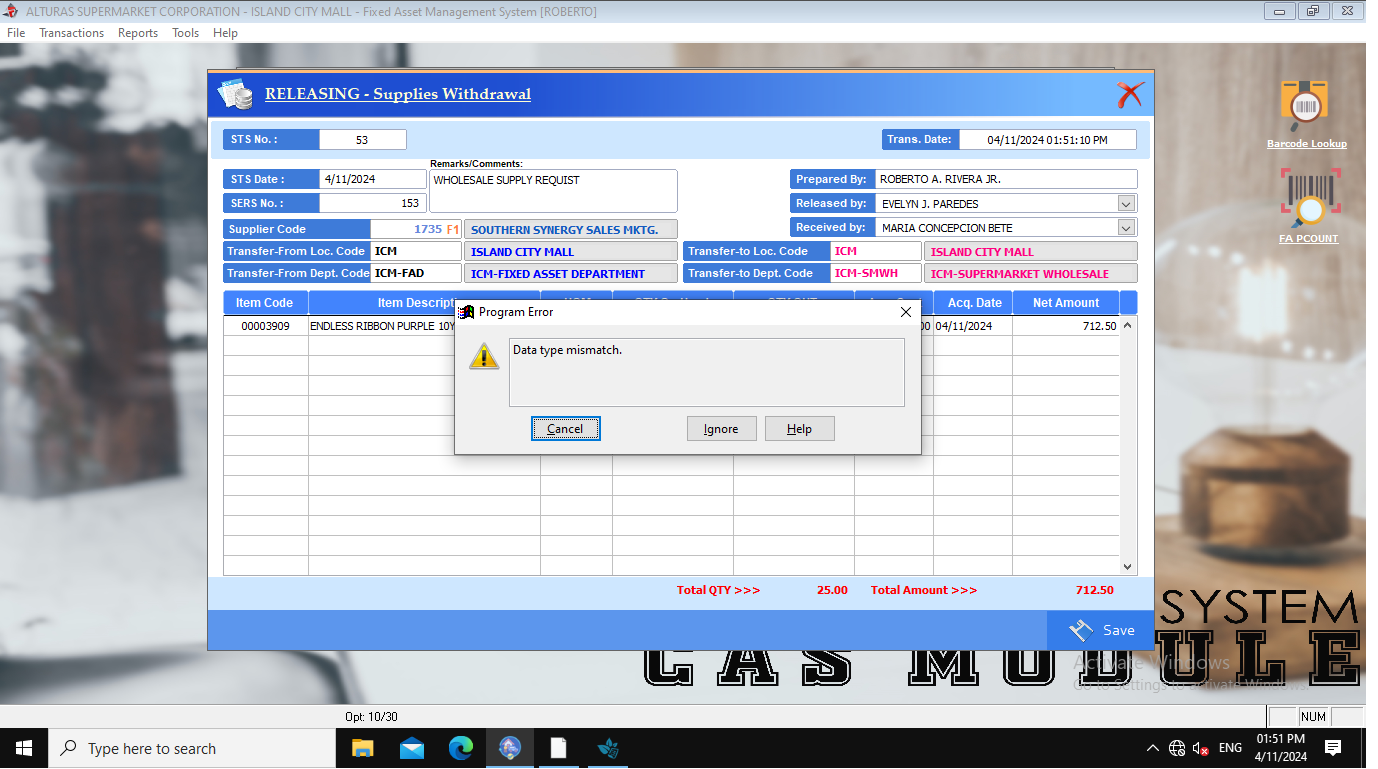 ALTURAS SUPERMARKET CORPORATION - ISLAND CITY MALL - Fixed Asset Management System [ROBERTO]
File Transactions Reports Tools Help
RELEASING - Supplies Withdrawal
STS No. : 53 Trans. Date: 04/11/2024 01:51:10 PM
Remarks/Comments:
STS Date : 4/11/2024 WHOLESALE SUPPLY REQUIST Prepared By: ROBERTO A. RIVERA JR.
SERS No. : 153 Released by: EVELYN J. PAREDES
Supplier Code 1735 F1 SOUTHERN SYNERGY SALES MKTG. Received by: MARIA CONCEPCION BETE
Transfer-From Loc. Code ICM ISLAND CITY MALL Transfer-to Loc. Code ICM ISLAND CITY MALL
Transfer-From Dept. Code ICM-FAD ICM-FIXED ASSET DEPARTMENT Transfer-to Dept. Code ICM-SMWH ICM-SUPERMARKET WHOLESALE
Item Code Item Descripti Acq. Date Net Amount
00003909 ENDLESS RIBBON PURPLE 10Y 00 04/11/2024 712.50
Program Error
Data type mismatch.
Cancel Ignore Help
Total QTY >>> 25.00 Total Amount >>> 712.50
Save
Barcode Lookup
FA PCOUNT
SYSTEM
CAS MODULE
Activate Windows
Go to Settings to activate Windows.
Opt: 10/30 NUM
Type here to search
ENG
01:51 PM
4/11/2024